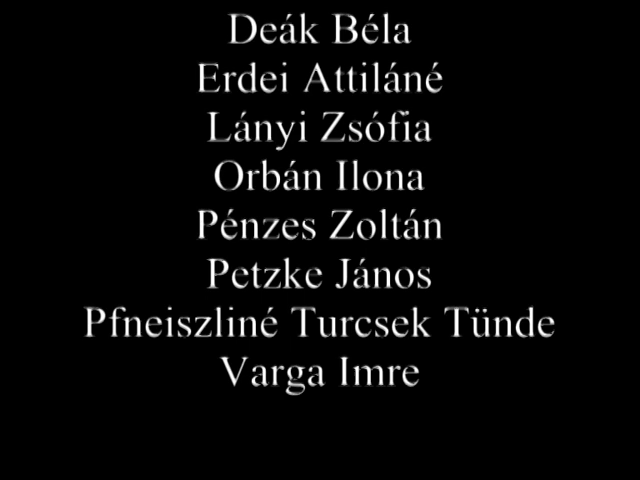 Deák Béla
Erdei Attiláné
Lányi Zsófia
Orbán Ilona
Pénzes Zoltán
Petzke János
Pfneiszliné Turcsek Tünde
Varga Imre